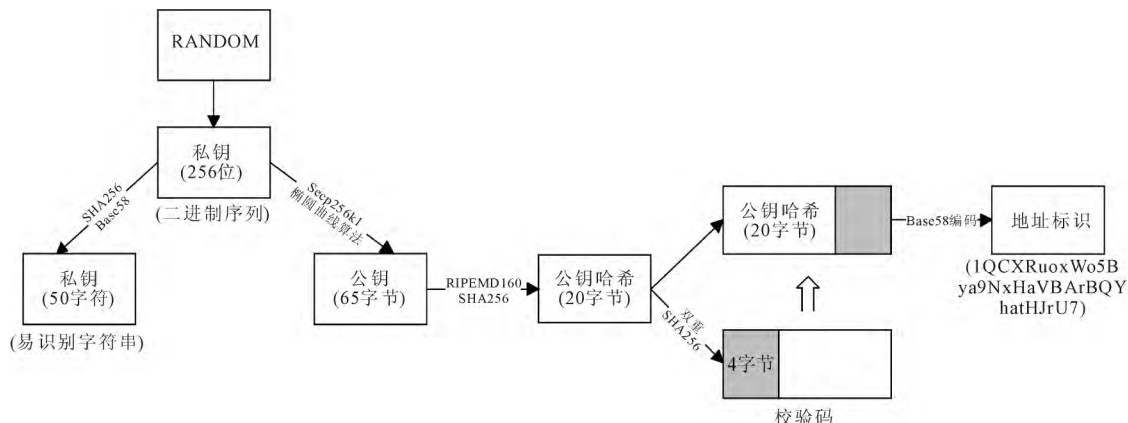 RANDOM
私钥
(256位)
(二进制序列)
SHA256
Base58
私钥
(50字符)
(易识别字符串)
Secp256k1
椭圆曲线算法
公钥
(65字节)
RIPEMD160
SHA256
公钥哈希
(20字节)
双重
SHA256
公钥哈希
(20字节)
4字节
校验码
Base58编码
地址标识
(1QCXRuoxWo5B
ya9NxHaVBArBQY
hatHJrU7)